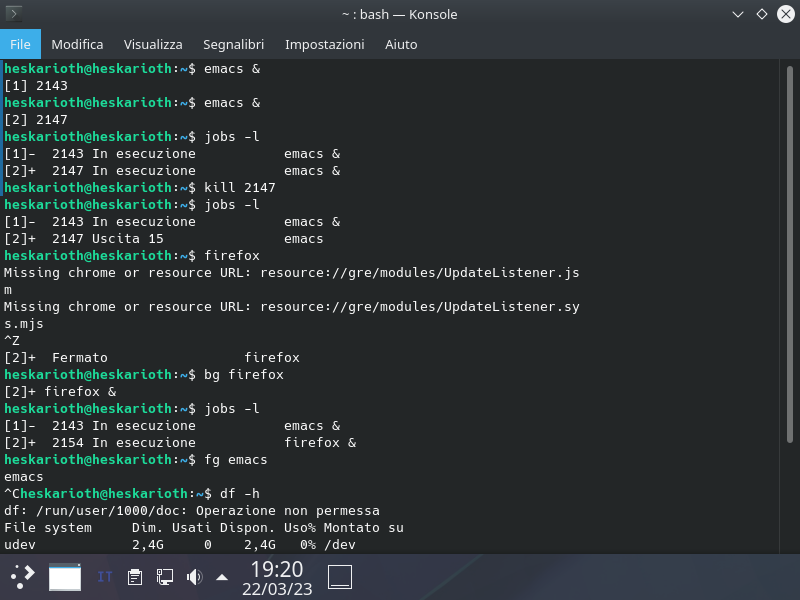 ~ : bash — Konsole
File Modifica Visualizza Segnalibri Impostazioni Aiuto
heskarioth@heskarioth:~$ emacs &
[1] 2143
heskarioth@heskarioth:~$ emacs &
[2] 2147
heskarioth@heskarioth:~$ jobs -l
[1]-  2143 In esecuzione           emacs &
[2]+  2147 In esecuzione           emacs &
heskarioth@heskarioth:~$ kill 2147
heskarioth@heskarioth:~$ jobs -l
[1]-  2143 In esecuzione           emacs &
[2]+  2147 Uscita 15               emacs
heskarioth@heskarioth:~$ firefox
Missing chrome or resource URL: resource://gre/modules/UpdateListener.js
m
Missing chrome or resource URL: resource://gre/modules/UpdateListener.sy
s.mjs
^Z
[2]+  Fermato                 firefox
heskarioth@heskarioth:~$ bg firefox
[2]+ firefox &
heskarioth@heskarioth:~$ jobs -l
[1]-  2143 In esecuzione           emacs &
[2]+  2154 In esecuzione           firefox &
heskarioth@heskarioth:~$ fg emacs
emacs
^Cheskarioth@heskarioth:~$ df -h
df: /run/user/1000/doc: Operazione non permessa
File system     Dim. Usati Dispon. Uso% Montato su
udev            2,4G     0    2,4G   0% /dev
IT
19:20
22/03/23